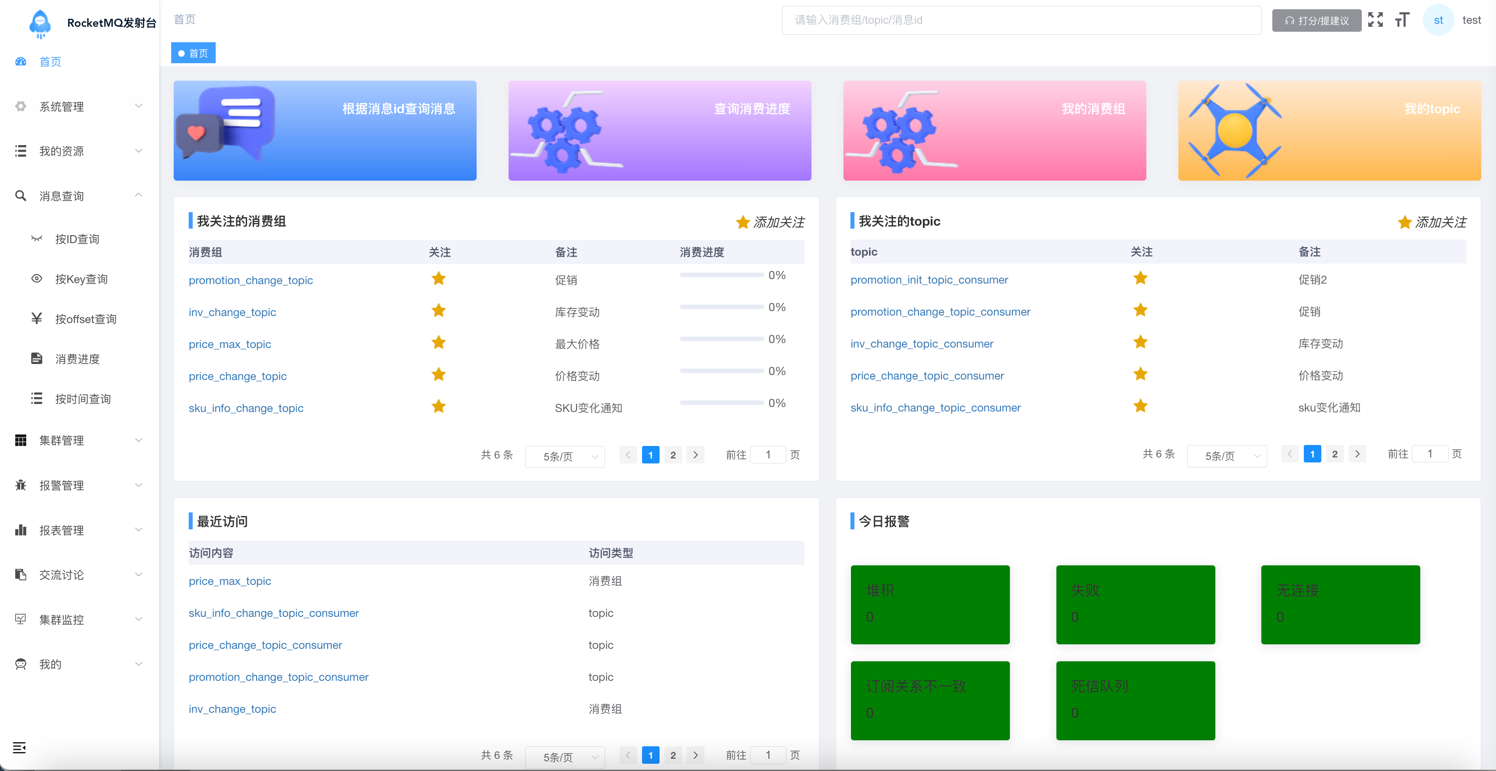 RocketMQ发射台
首页
请输入消费组/topic/消息id
打分/提建议
st
test
首页
首页
系统管理
我的资源
消息查询
按ID查询
按Key查询
按offset查询
消费进度
按时间查询
集群管理
报警管理
报表管理
交流讨论
集群监控
我的
根据消息id查询消息
查询消费进度
我的消费组
我的topic
我关注的消费组
添加关注
消费组 关注 备注 消费进度
promotion_change_topic 促销 0%
inv_change_topic 库存变动 0%
price_max_topic 最大价格 0%
price_change_topic 价格变动 0%
sku_info_change_topic SKU变化通知 0%
共 6 条 5条/页 1 2 前往 1 页
我关注的topic
添加关注
topic 关注 备注
promotion_init_topic_consumer 促销2
promotion_change_topic_consumer 促销
inv_change_topic_consumer 库存变动
price_change_topic_consumer 价格变动
sku_info_change_topic_consumer sku变化通知
共 6 条 5条/页 1 2 前往 1 页
最近访问
访问内容 访问类型
price_max_topic 消费组
sku_info_change_topic_consumer topic
price_change_topic_consumer topic
promotion_change_topic_consumer topic
inv_change_topic 消费组
共 6 条 5条/页 1 2 前往 1 页
今日报警
堆积
0
失败
0
无连接
0
订阅关系不一致
0
死信队列
0